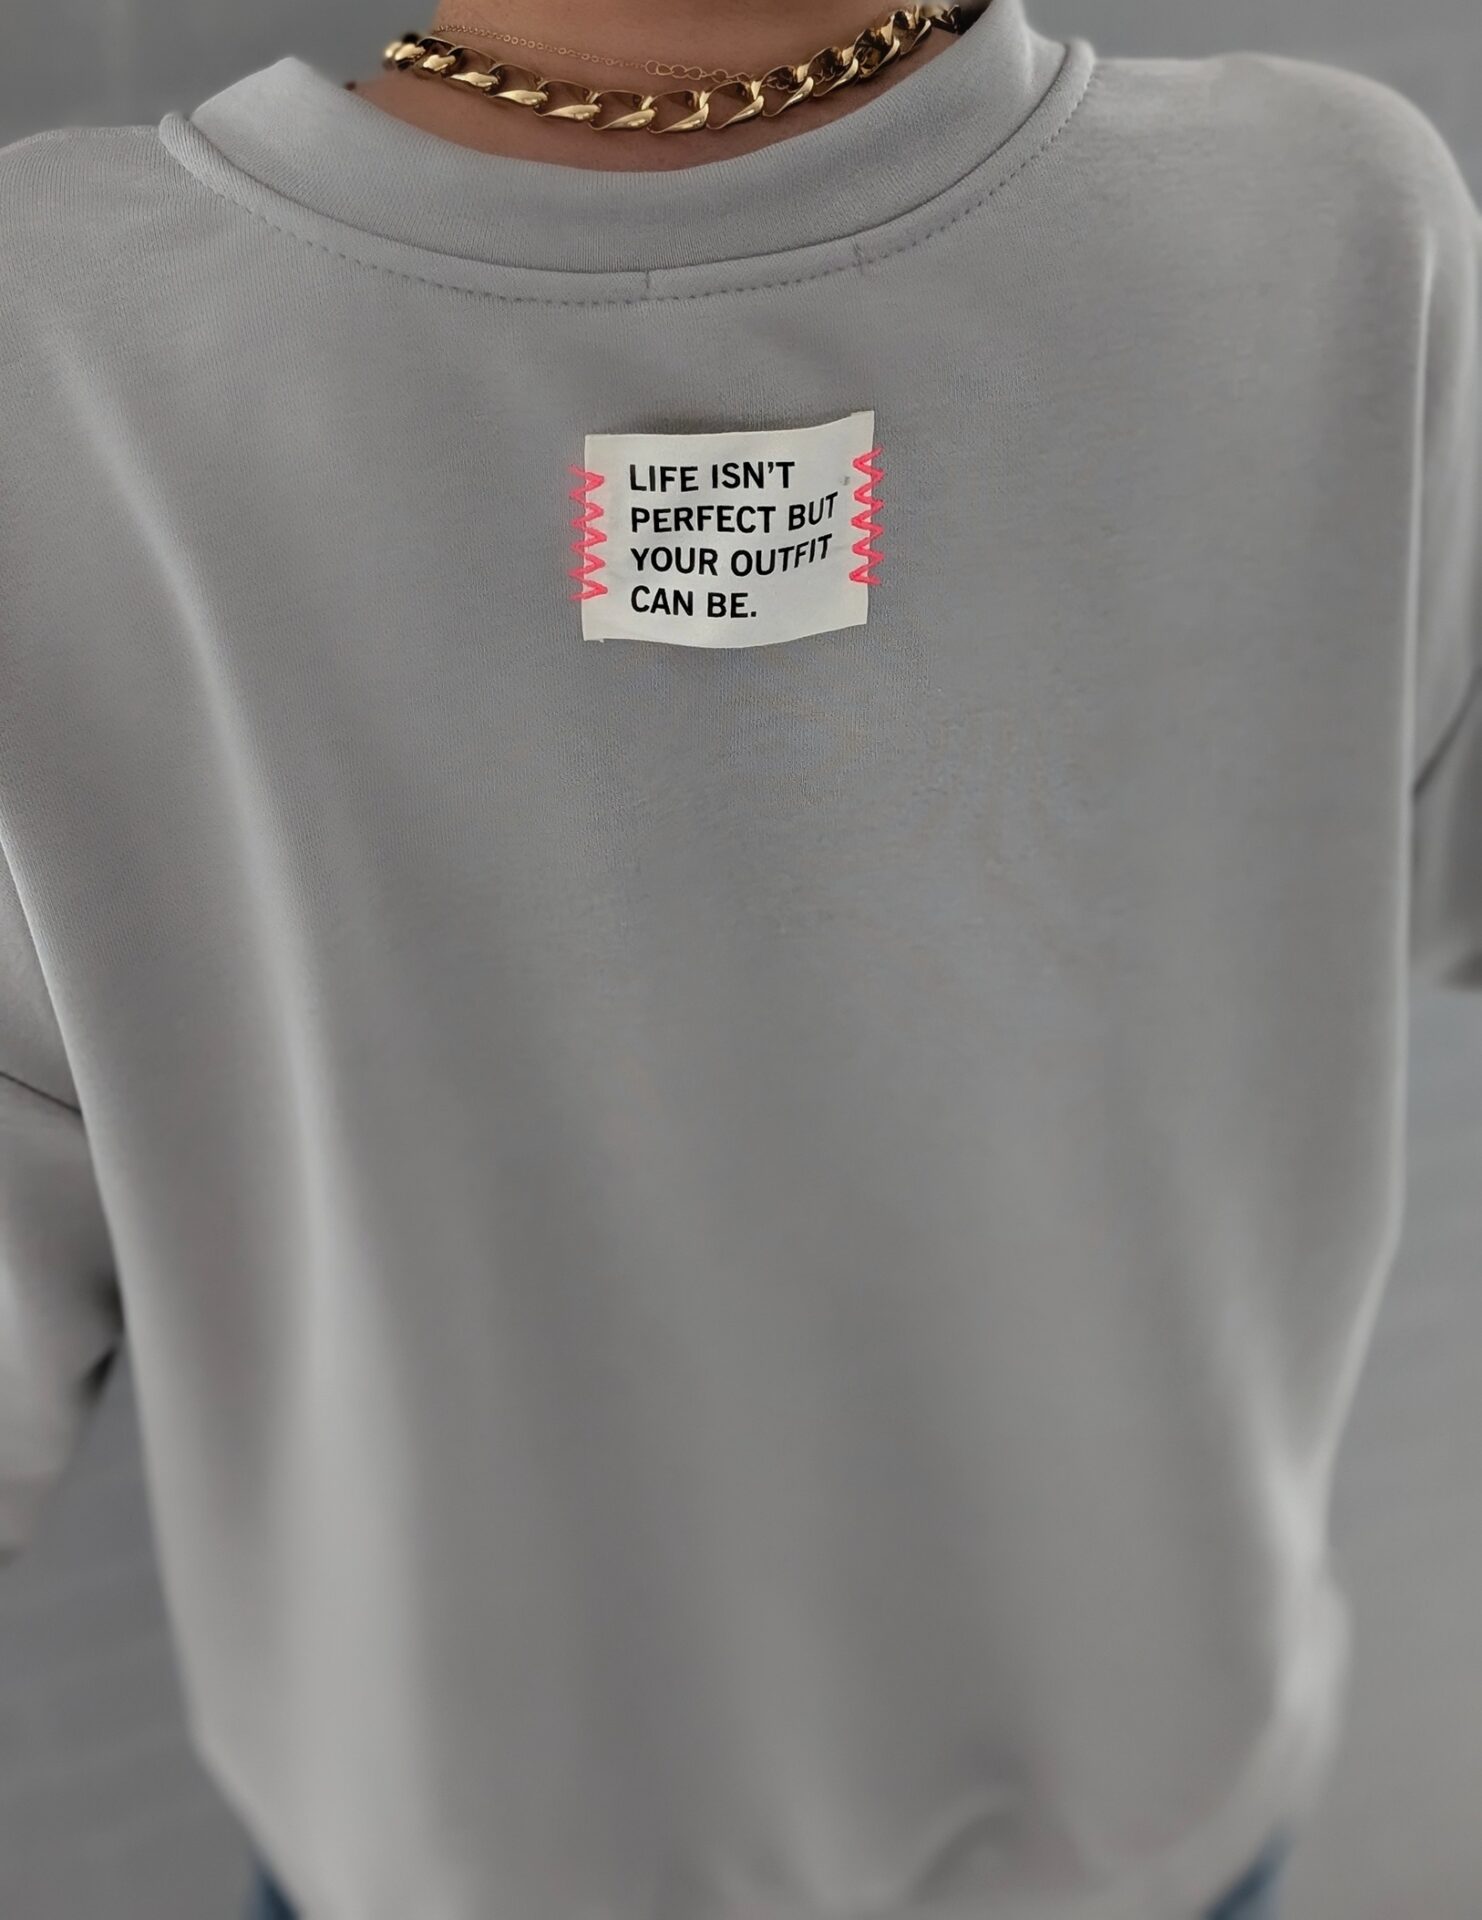 LIFE ISN'T
PERFECT BUT
YOUR OUTFIT
CAN BE.